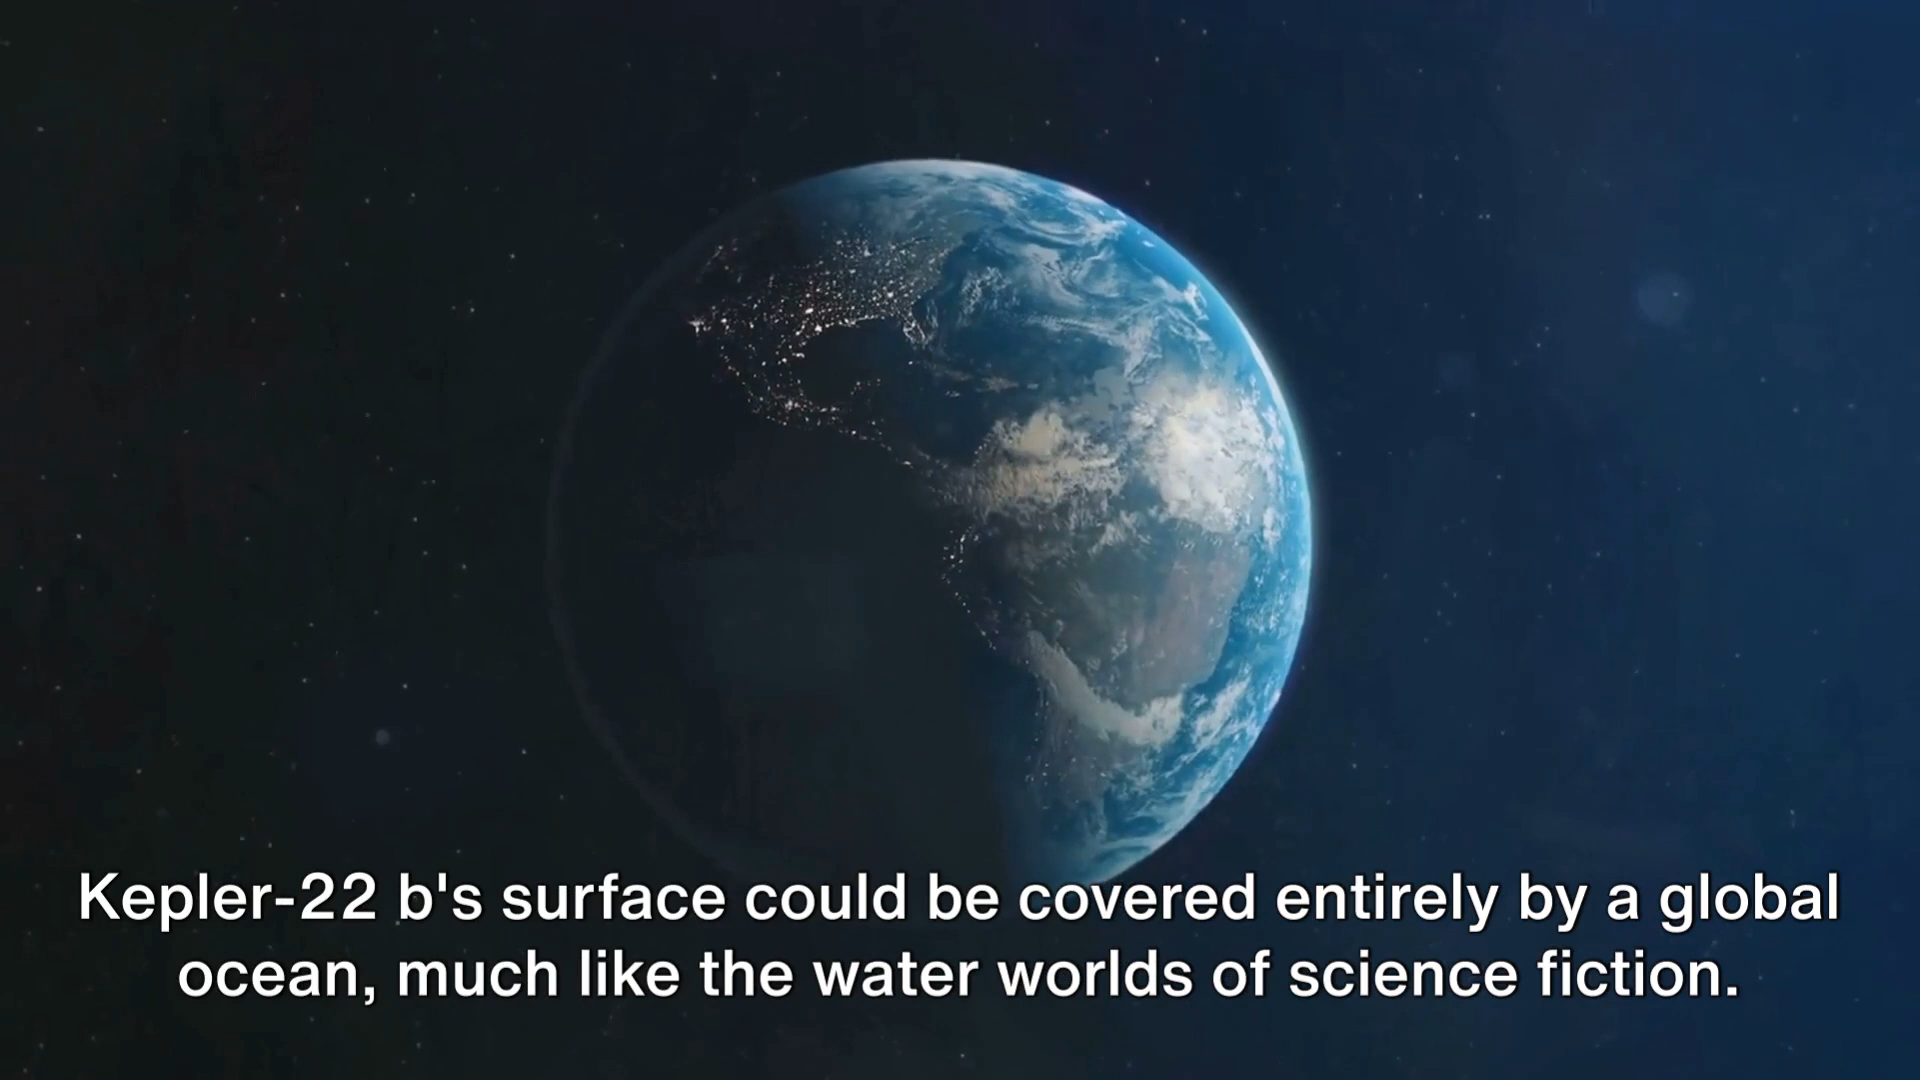 Kepler-22 b's surface could be covered entirely by a global
ocean, much like the water worlds of science fiction.